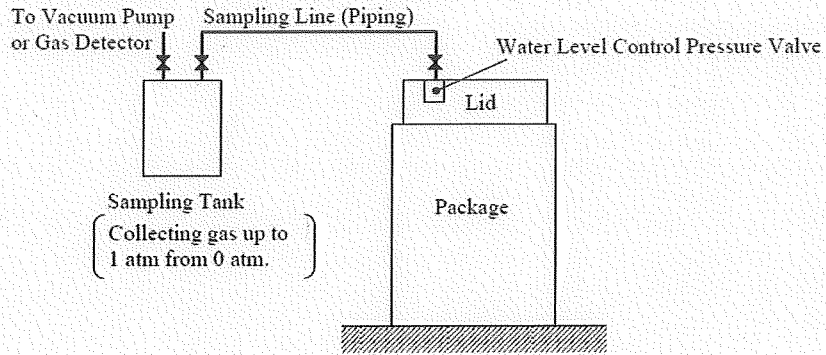 To Vacuum Pump
or Gas Detector
Sampling Line (Piping)
Water Level Control Pressure Valve
Lid
Package
Sampling Tank
Collecting gas up to
1 atm from 0 atm.